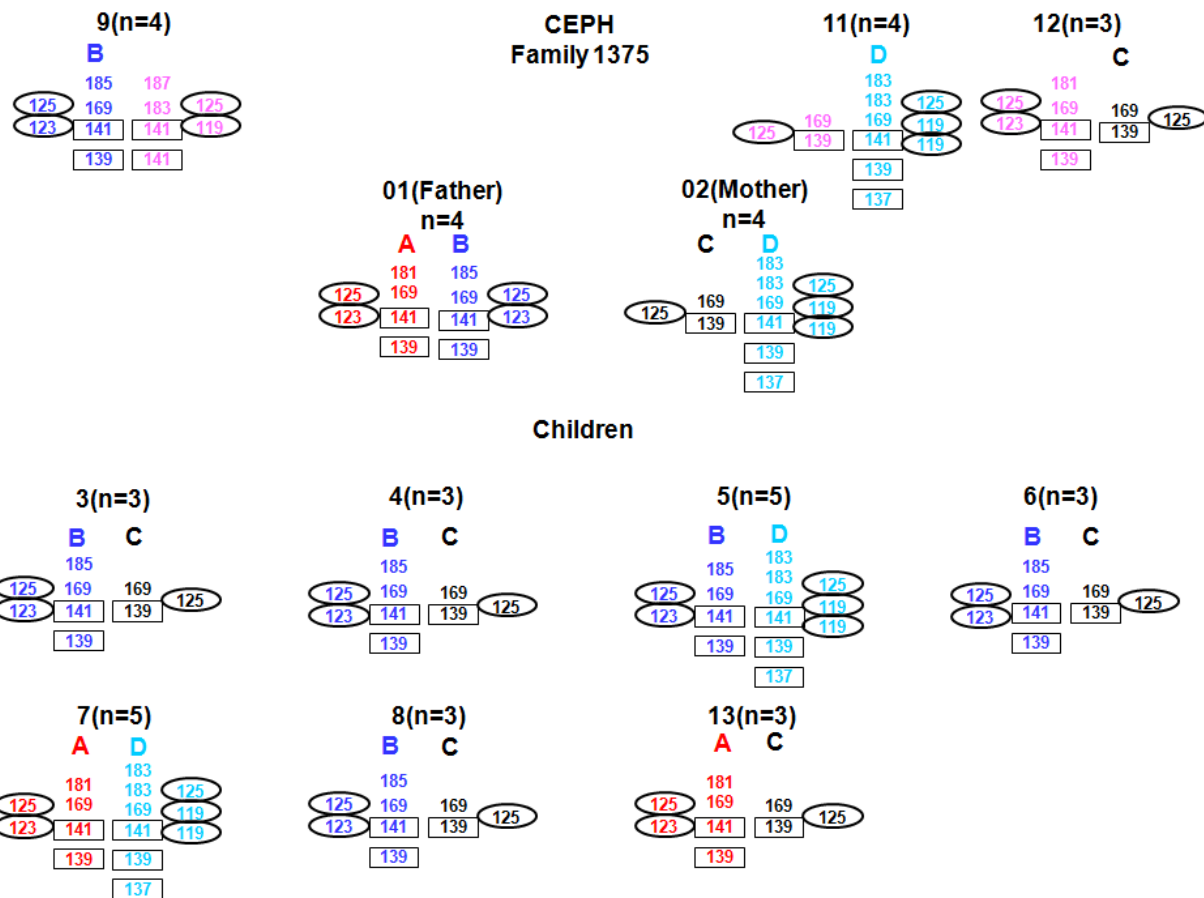 9(n=4)
B
185 187
125 169 183 125
123 141 141 119
139 141
CEPH
Family 1375
11(n=4)
D
183
183 125
125 169 169 119
139 141 119
139
137
12(n=3)
C
181
125 169 169
123 141 139 125
139
01(Father)
n=4
A B
181 185
125 169 169 125
123 141 141 123
139 139
02(Mother)
n=4
C D
183
183 125
125 169 169 119
139 141 119
139
137
Children
3(n=3)
B C
185
125 169 169
123 141 139 125
139
4(n=3)
B C
185
125 169 169
123 141 139 125
139
5(n=5)
B D
183
185 183 125
125 169 169 119
123 141 141 119
139 139
137
6(n=3)
B C
185
125 169 169
123 141 139 125
139
7(n=5)
A D
183
181 183 125
125 169 169 119
123 141 141 119
139 139
137
8(n=3)
B C
185
125 169 169
123 141 139 125
139
13(n=3)
A C
181
125 169 169
123 141 139 125
139